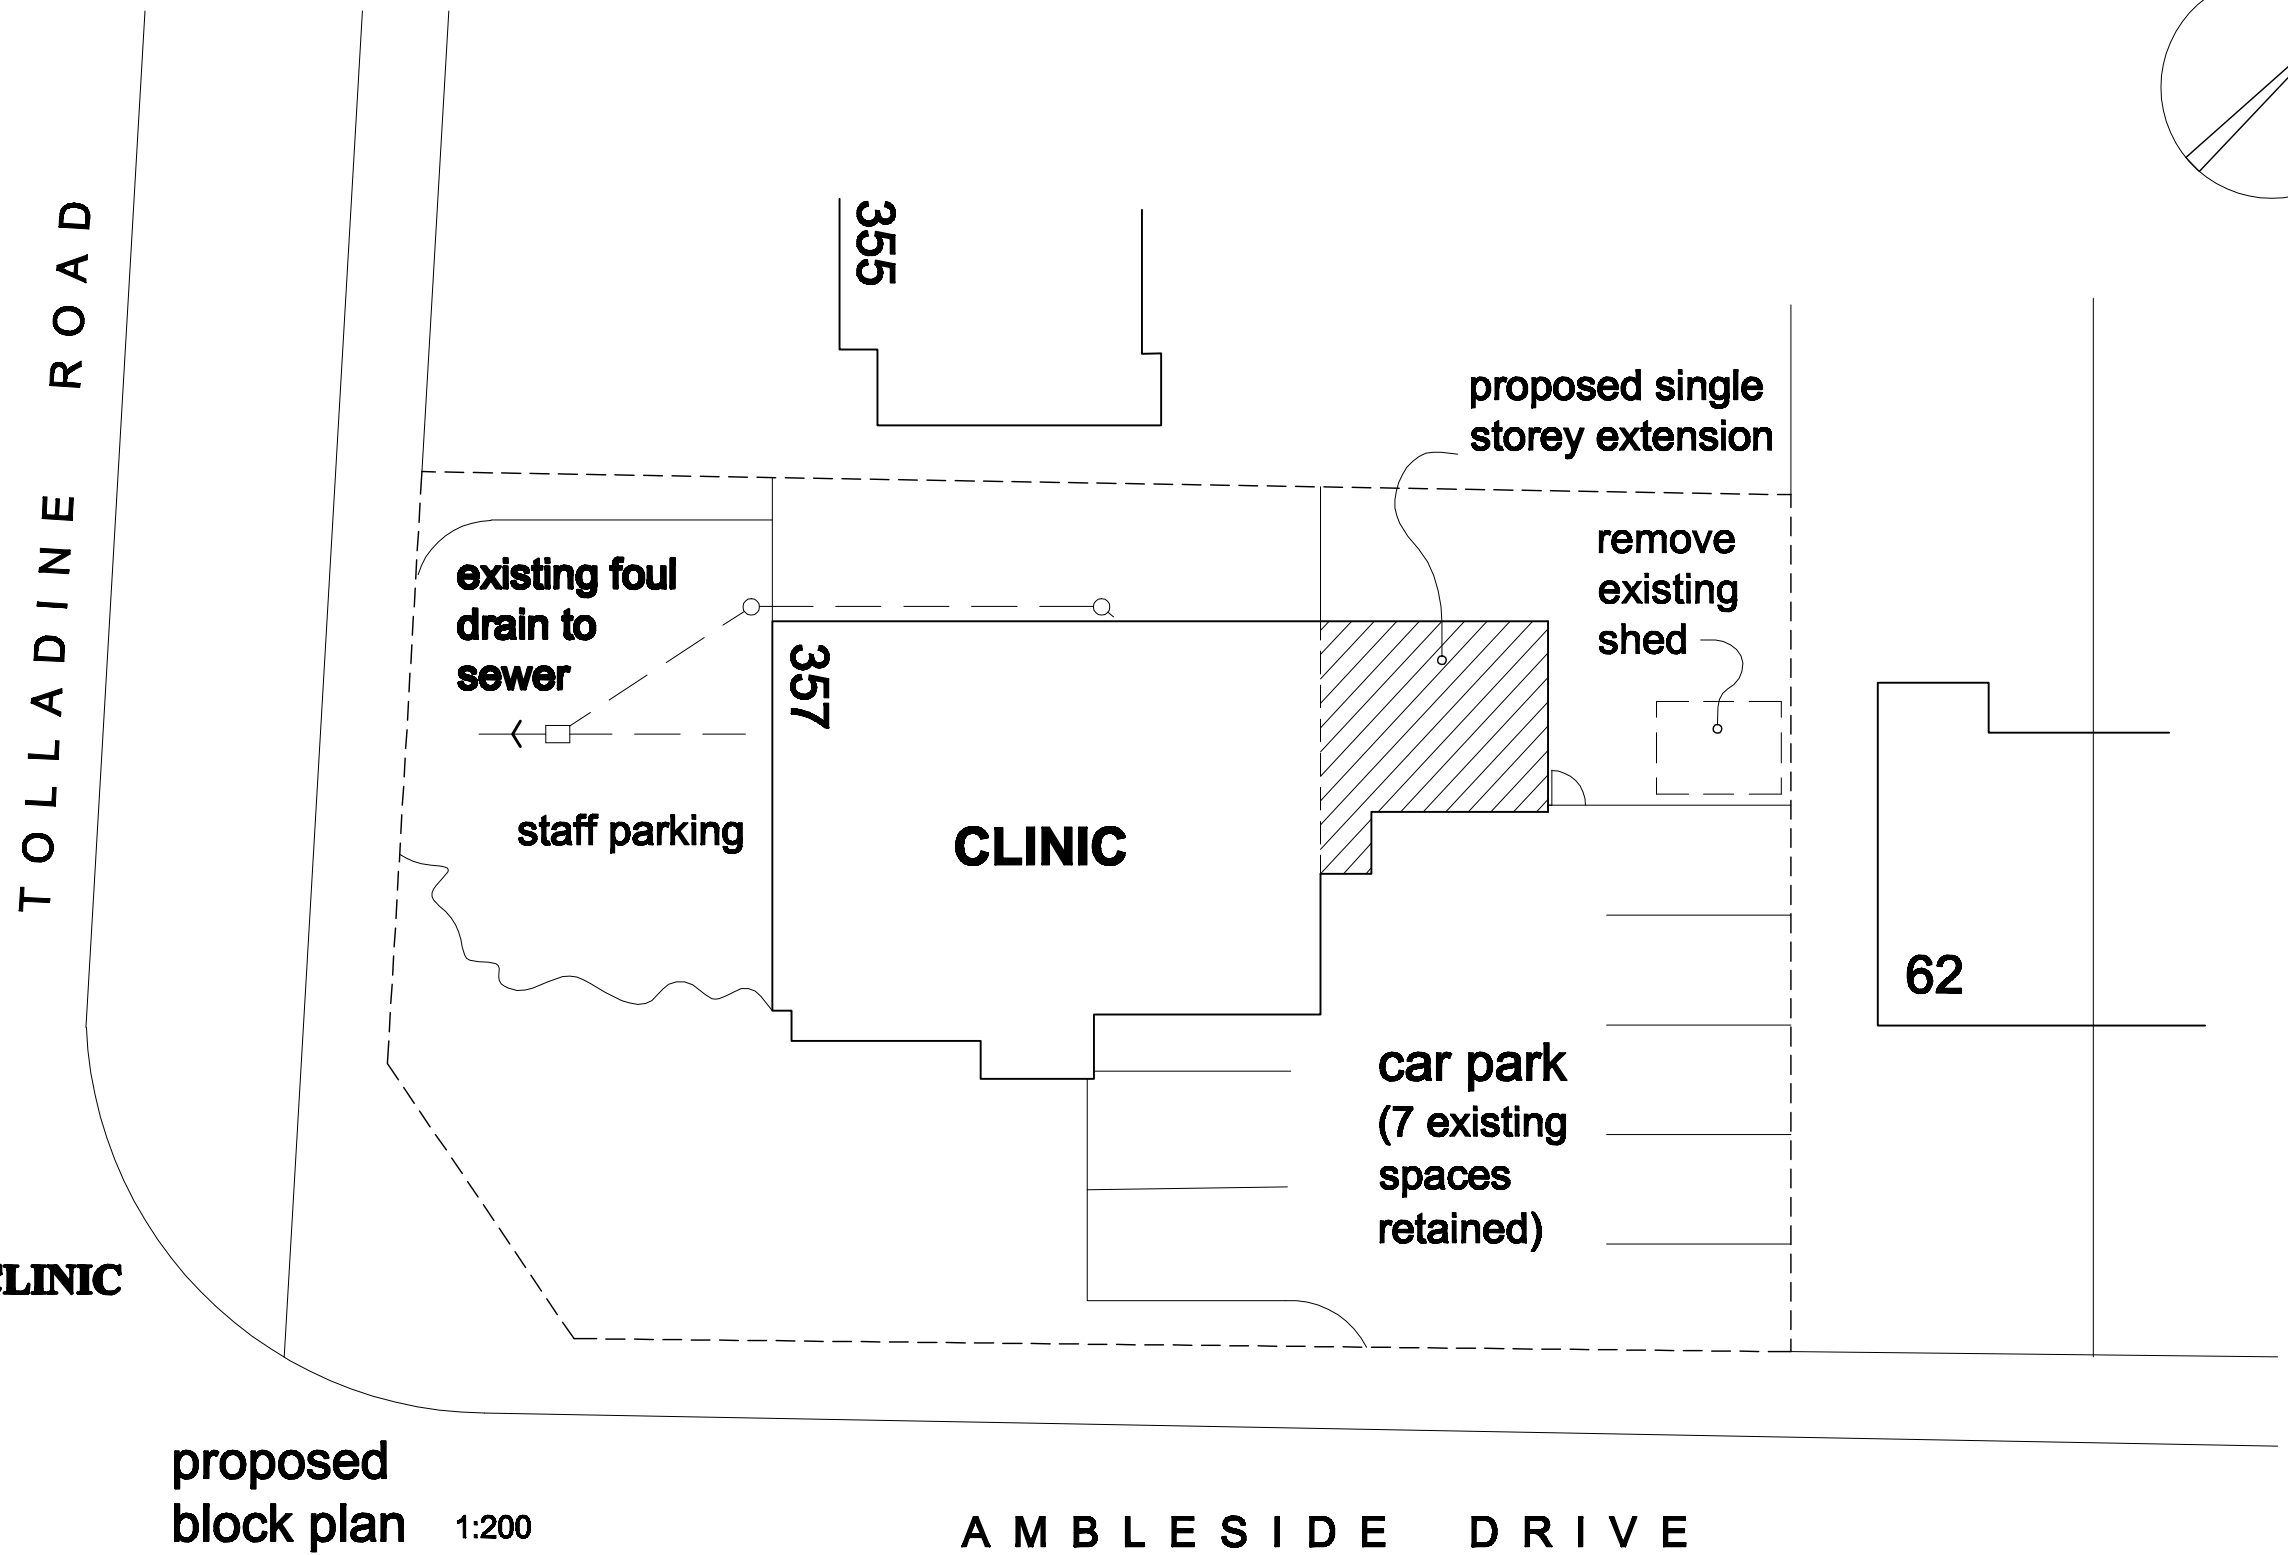 TOLLADINE ROAD
355
proposed single
storey extension
remove
existing
shed
existing foul
drain to
sewer
357
staff parking
CLINIC
62
car park
(7 existing
spaces
retained)
CLINIC
proposed
block plan 1:200
AMBLESIDE DRIVE